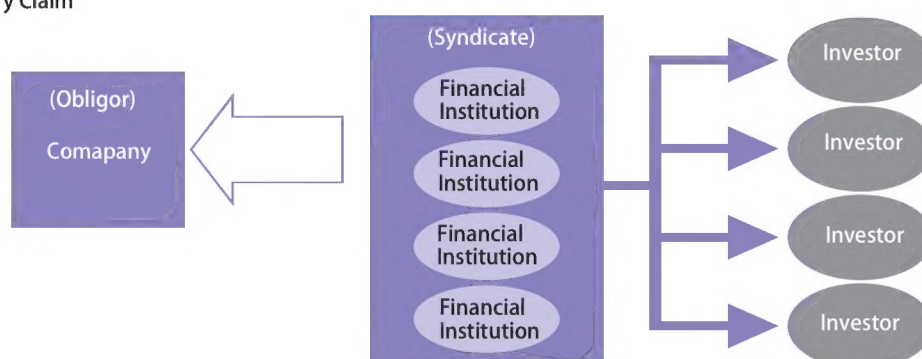 y Claim
(Obligor)
Comapany
(Syndicate)
Financial
Institution
Financial
Institution
Financial
Institution
Financial
Institution
Investor
Investor
Investor
Investor